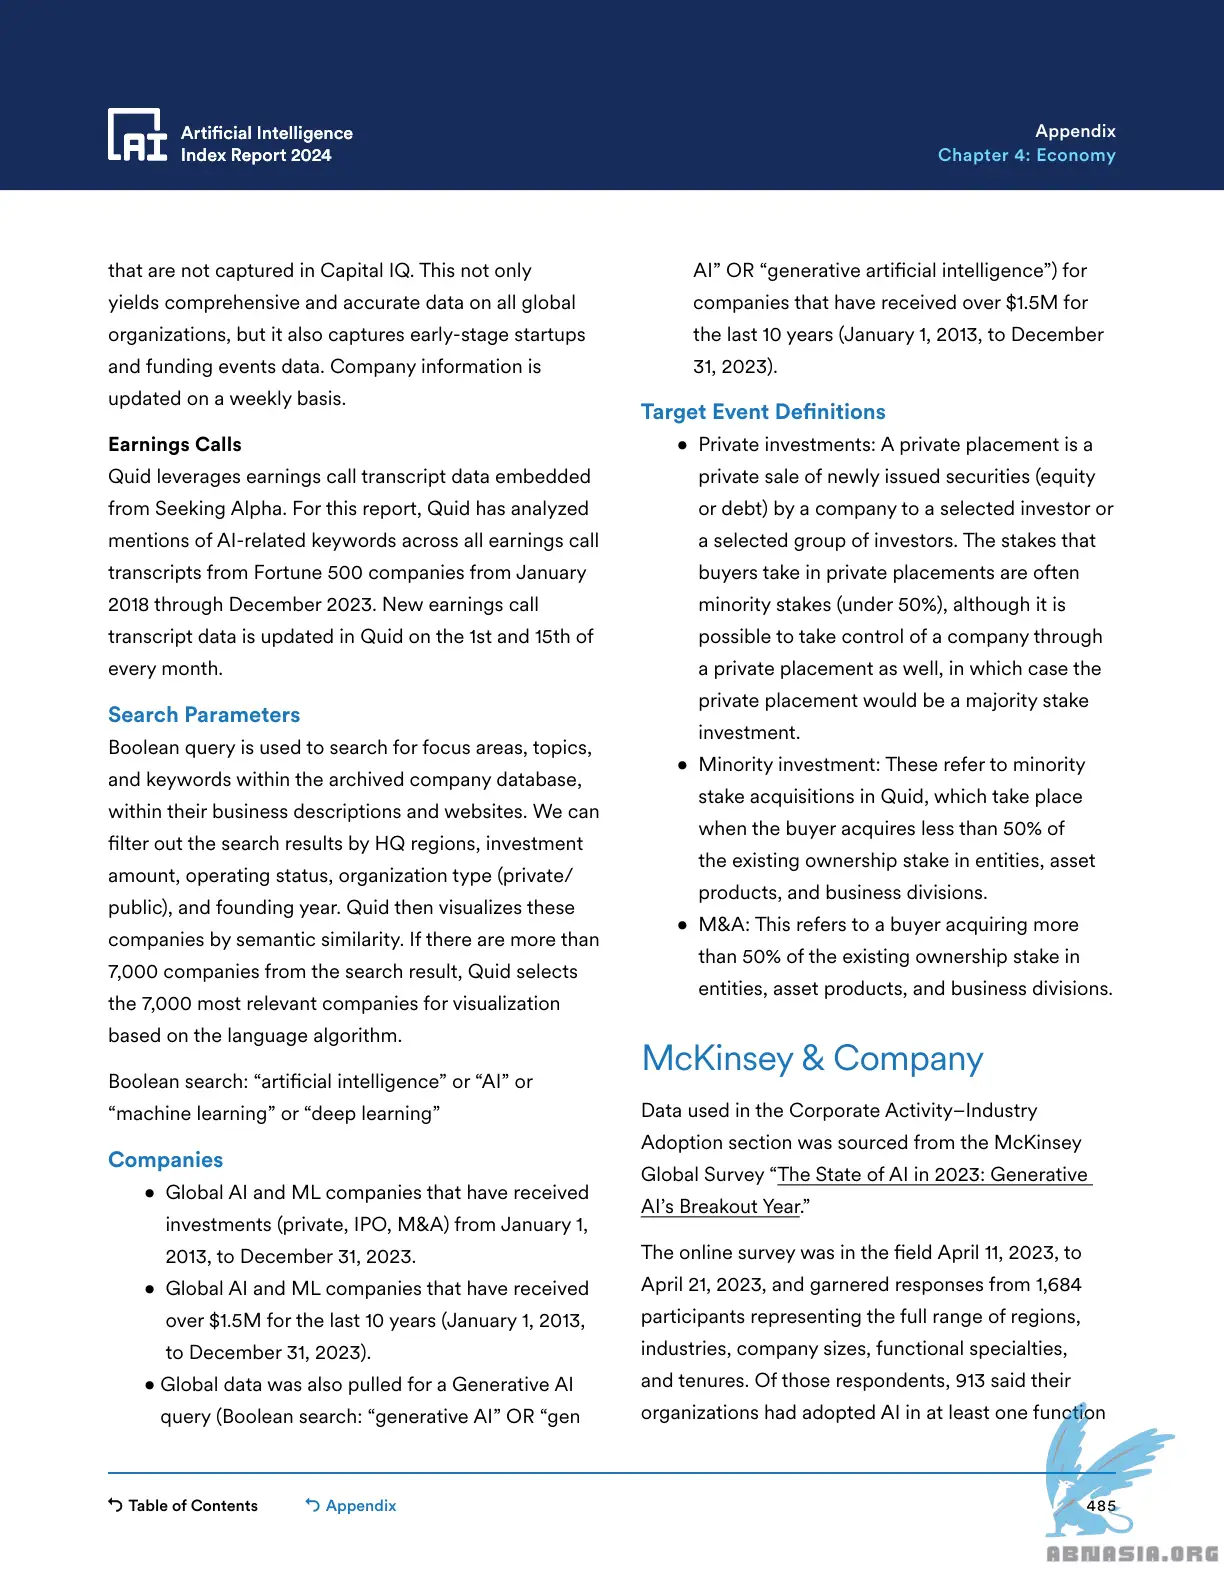 Artificial Intelligence
Index Report 2024
Appendix
Chapter 4: Economy
that are not captured in Capital IQ. This not only
yields comprehensive and accurate data on all global
organizations, but it also captures early-stage startups
and funding events data. Company information is
updated on a weekly basis.
Earnings Calls
Quid leverages earnings call transcript data embedded
from Seeking Alpha. For this report, Quid has analyzed
mentions of AI-related keywords across all earnings call
transcripts from Fortune 500 companies from January
2018 through December 2023. New earnings call
transcript data is updated in Quid on the 1st and 15th of
every month.
Search Parameters
Boolean query is used to search for focus areas, topics,
and keywords within the archived company database,
within their business descriptions and websites. We can
filter out the search results by HQ regions, investment
amount, operating status, organization type (private/
public), and founding year. Quid then visualizes these
companies by semantic similarity. If there are more than
7,000 companies from the search result, Quid selects
the 7,000 most relevant companies for visualization
based on the language algorithm.
Boolean search: “artificial intelligence” or “AI” or
“machine learning” or “deep learning”
Companies
● Global AI and ML companies that have received
investments (private, IPO, M&A) from January 1,
2013, to December 31, 2023.
● Global AI and ML companies that have received
over $1.5M for the last 10 years (January 1, 2013,
to December 31, 2023).
● Global data was also pulled for a Generative AI
query (Boolean search: “generative AI” OR “gen
AI” OR “generative artificial intelligence”) for
companies that have received over $1.5M for
the last 10 years (January 1, 2013, to December
31, 2023).
Target Event Definitions
● Private investments: A private placement is a
private sale of newly issued securities (equity
or debt) by a company to a selected investor or
a selected group of investors. The stakes that
buyers take in private placements are often
minority stakes (under 50%), although it is
possible to take control of a company through
a private placement as well, in which case the
private placement would be a majority stake
investment.
● Minority investment: These refer to minority
stake acquisitions in Quid, which take place
when the buyer acquires less than 50% of
the existing ownership stake in entities, asset
products, and business divisions.
● M&A: This refers to a buyer acquiring more
than 50% of the existing ownership stake in
entities, asset products, and business divisions.
McKinsey & Company
Data used in the Corporate Activity–Industry
Adoption section was sourced from the McKinsey
Global Survey “The State of AI in 2023: Generative
AI’s Breakout Year.”
The online survey was in the field April 11, 2023, to
April 21, 2023, and garnered responses from 1,684
participants representing the full range of regions,
industries, company sizes, functional specialties,
and tenures. Of those respondents, 913 said their
organizations had adopted AI in at least one function
Table of Contents
Appendix
485
ABNASIA.ORG